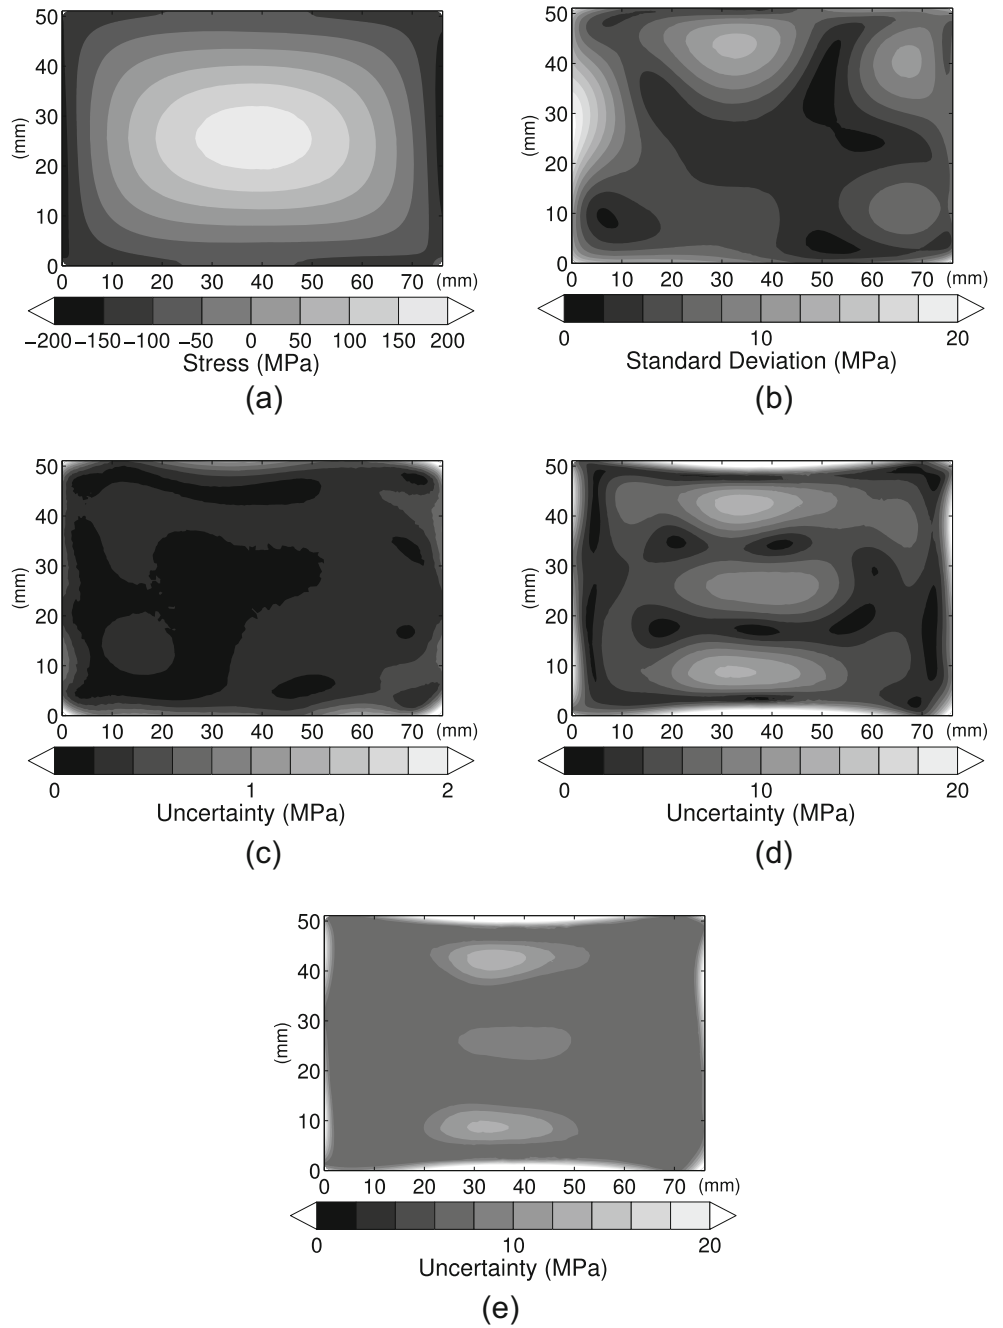 50
40
30
20
10
0
(mm)
0 10 20 30 40 50 60 70 (mm)
−200 −150 −100 −50 0 50 100 150 200
Stress (MPa)
(a)
50
40
30
20
10
0
(mm)
0 10 20 30 40 50 60 70 (mm)
0 10 20
Standard Deviation (MPa)
(b)
50
40
30
20
10
0
(mm)
0 10 20 30 40 50 60 70 (mm)
0 1 2
Uncertainty (MPa)
(c)
50
40
30
20
10
0
(mm)
0 10 20 30 40 50 60 70 (mm)
0 10 20
Uncertainty (MPa)
(d)
50
40
30
20
10
0
(mm)
0 10 20 30 40 50 60 70 (mm)
0 10 20
Uncertainty (MPa)
(e)